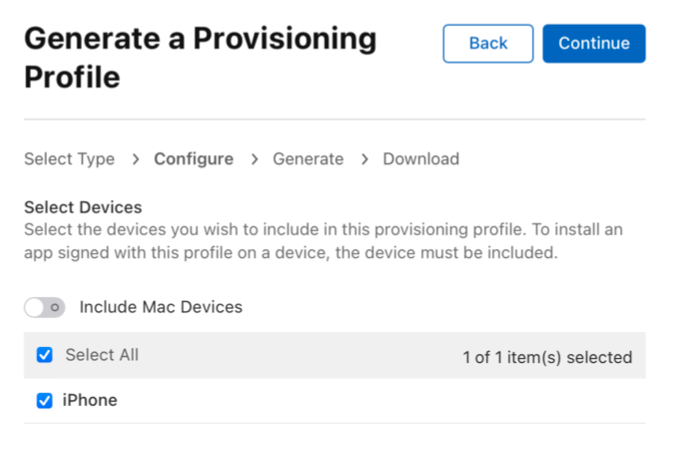 Generate a Provisioning
Profile
Back
Continue
Select Type > Configure > Generate > Download
Select Devices
Select the devices you wish to include in this provisioning profile. To install an
app signed with this profile on a device, the device must be included.
Include Mac Devices
Select All
1 of 1 item(s) selected
iPhone